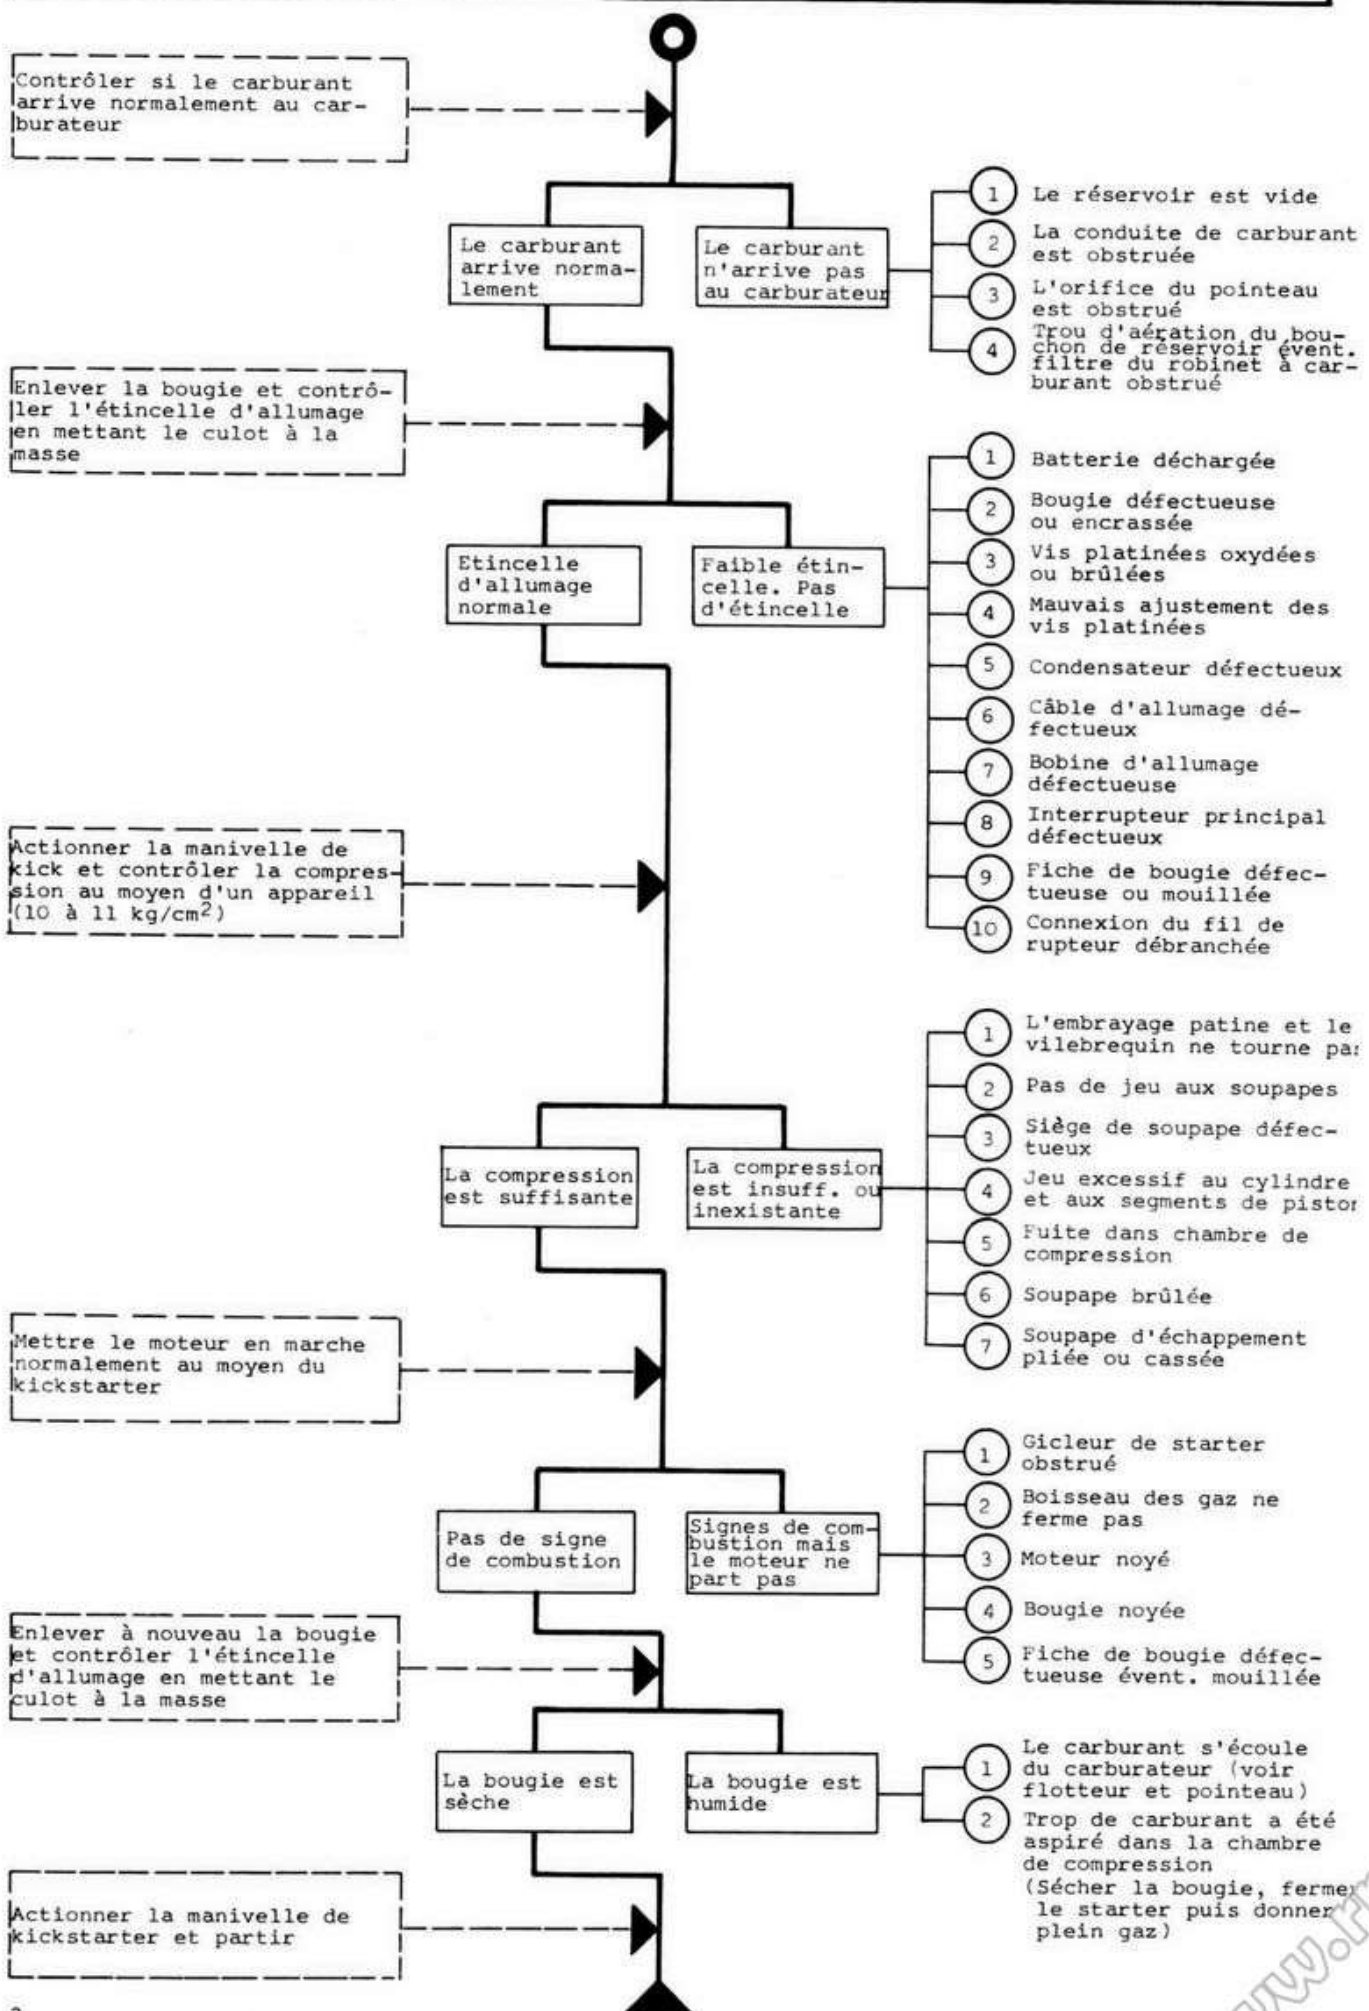 Contrôler si le carburant
arrive normalement au car-
burateur
Le carburant
arrive norma-
lement
Le carburant
n'arrive pas
au carburateur
1 Le réservoir est vide
2 La conduite de carburant
est obstruée
3 L'orifice du pointeau
est obstrué
4 Trou d'aération du bou-
chon de réservoir évent.
filtre du robinet à car-
burant obstrué
Enlever la bougie et contrô-
ler l'étincelle d'allumage
en mettant le culot à la
masse
Etincelle
d'allumage
normale
Faible étin-
celle. Pas
d'étincelle
1 Batterie déchargée
2 Bougie défectueuse
ou encrassée
3 Vis platinées oxydées
ou brûlées
4 Mauvais ajustement des
vis platinées
5 Condensateur défectueux
6 Câble d'allumage dé-
fectueux
7 Bobine d'allumage
défectueuse
8 Interrupteur principal
défectueux
9 Fiche de bougie défec-
tueuse ou mouillée
10 Connexion du fil de
rupteur débranchée
Actionner la manivelle de
kick et contrôler la compres-
sion au moyen d'un appareil
(10 à 11 kg/cm²)
La compression
est suffisante
La compression
est insuff. ou
inexistante
1 L'embrayage patine et le
vilebrequin ne tourne pas
2 Pas de jeu aux soupapes
3 Siège de soupape défec-
tueux
4 Jeu excessif au cylindre
et aux segments de piston
5 Fuite dans chambre de
compression
6 Soupape brûlée
7 Soupape d'échappement
pliée ou cassée
Mettre le moteur en marche
normalement au moyen du
kickstarter
Pas de signe
de combustion
Signes de com-
bustion mais
le moteur ne
part pas
1 Gicleur de starter
obstrué
2 Boisseau des gaz ne
ferme pas
3 Moteur noyé
4 Bougie noyée
5 Fiche de bougie défec-
tueuse évent. mouillée
Enlever à nouveau la bougie
et contrôler l'étincelle
d'allumage en mettant le
culot à la masse
La bougie est
sèche
La bougie est
humide
1 Le carburant s'écoule
du carburateur (voir
flotteur et pointeau)
2 Trop de carburant a été
aspiré dans la chambre
de compression
(Sécher la bougie, fermer
le starter puis donner
plein gaz)
Actionner la manivelle de
kickstarter et partir